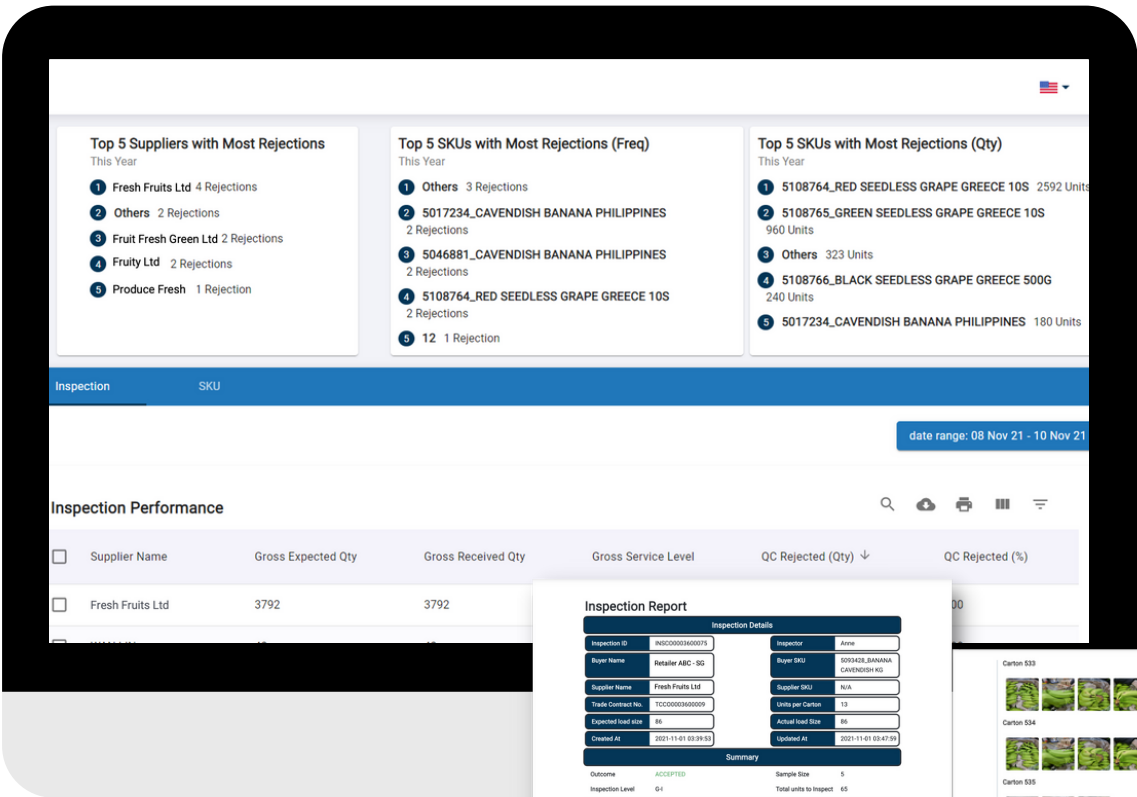 Top 5 Suppliers with Most Rejections
This Year
1 Fresh Fruits Ltd 4 Rejections
2 Others 2 Rejections
3 Fruit Fresh Green Ltd 2 Rejections
4 Fruity Ltd 2 Rejections
5 Produce Fresh 1 Rejection
Top 5 SKUs with Most Rejections (Freq)
This Year
1 Others 3 Rejections
2 5017234_CAVENDISH BANANA PHILIPPINES
2 Rejections
3 5046881_CAVENDISH BANANA PHILIPPINES
2 Rejections
4 5108764_RED SEEDLESS GRAPE GREECE 10S
2 Rejections
5 12 1 Rejection
Top 5 SKUs with Most Rejections (Qty)
This Year
1 5108764_RED SEEDLESS GRAPE GREECE 10S 2592 Units
2 5108765_GREEN SEEDLESS GRAPE GREECE 10S
960 Units
3 Others 323 Units
4 5108766_BLACK SEEDLESS GRAPE GREECE 500G
240 Units
5 5017234_CAVENDISH BANANA PHILIPPINES 180 Units
Inspection SKU
date range: 08 Nov 21 - 10 Nov 21
Inspection Performance
Supplier Name Gross Expected Qty Gross Received Qty Gross Service Level QC Rejected (Qty) QC Rejected (%)
Fresh Fruits Ltd 3792 3792 00
Inspection Report
Inspection Details
Inspection ID INSCO0003600075 Inspector Anne
Buyer Name Retailer ABC - SG Buyer SKU S093428_BANANA
CAVENDISH KG
Supplier Name Fresh Fruits Ltd Supplier SKU N/A
Trade Contract No. TCCO0003600009 Units per Carton 13
Expected load size 86 Actual load Size 86
Created At 2021-11-01 03:39:53 Updated At 2021-11-01 03:47:59
Summary
Outcome ACCEPTED Sample Size 5
Inspection Level G-I Total units to Inspect 65
Carton 533
Carton 534
Carton 535